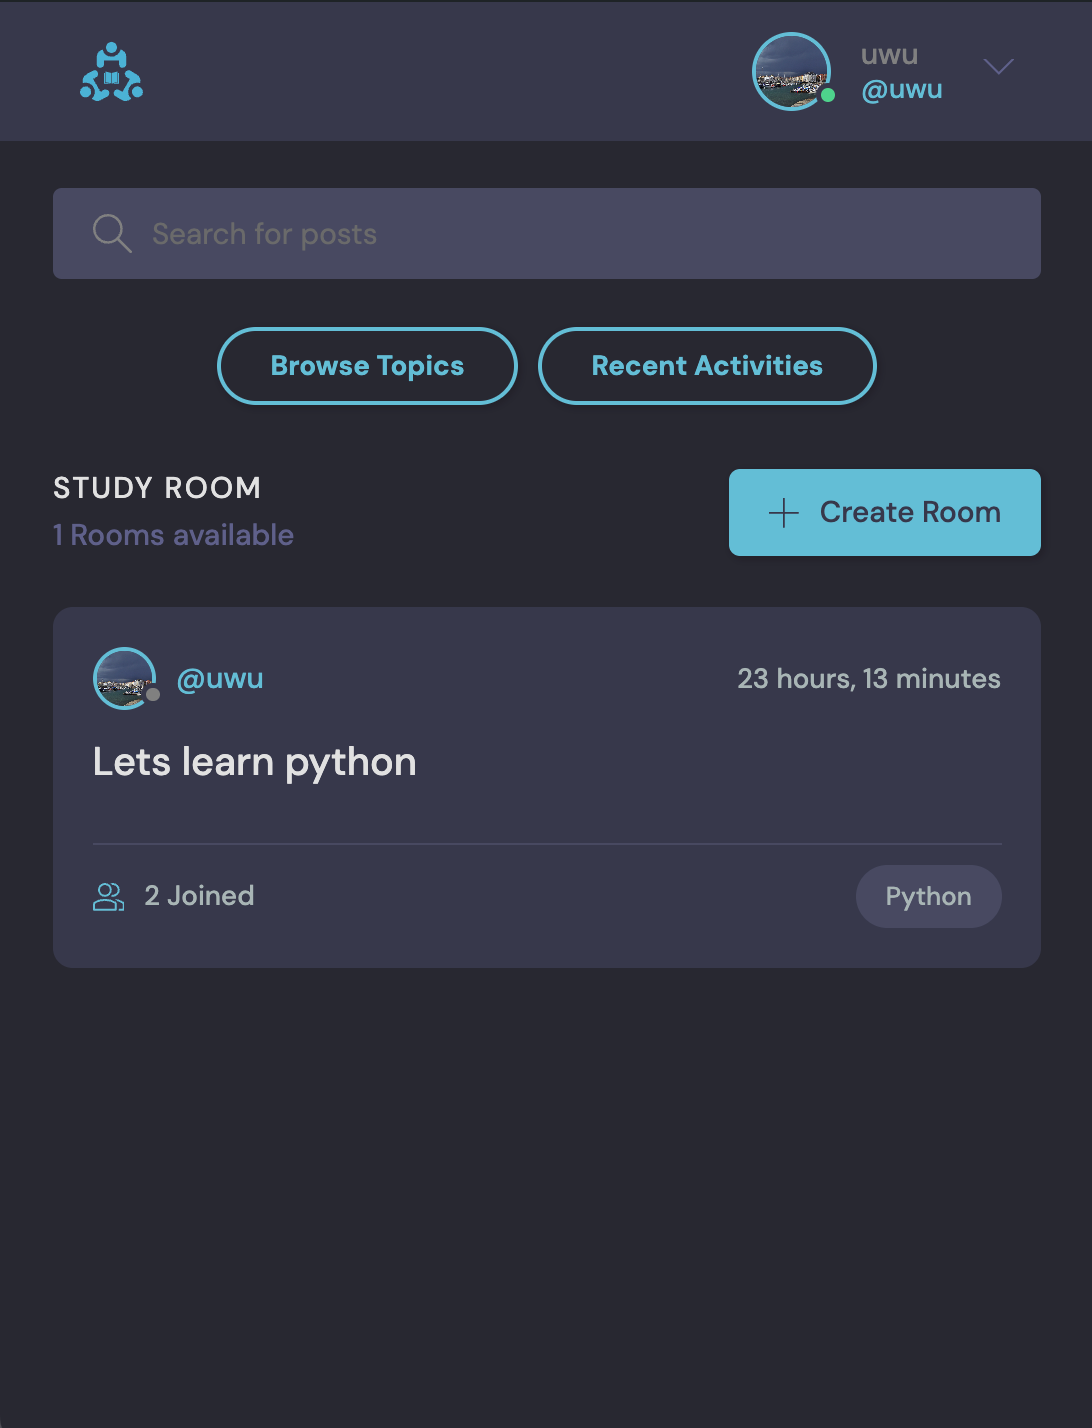 uwu
@uwu
Search for posts
Browse Topics
Recent Activities
STUDY ROOM
1 Rooms available
Create Room
@uwu
23 hours, 13 minutes
Lets learn python
2 Joined
Python